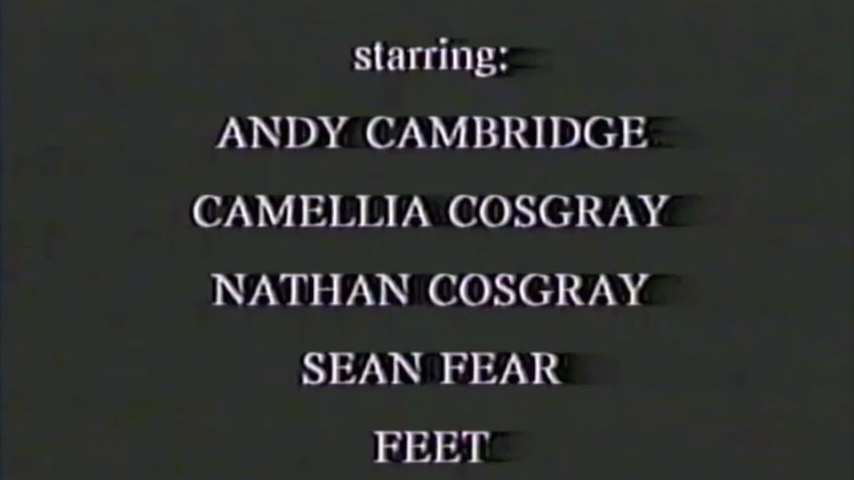 starring:
ANDY CAMBRIDGE
CAMELLIA COSGRAY
NATHAN COSGRAY
SEAN FEAR
FEET